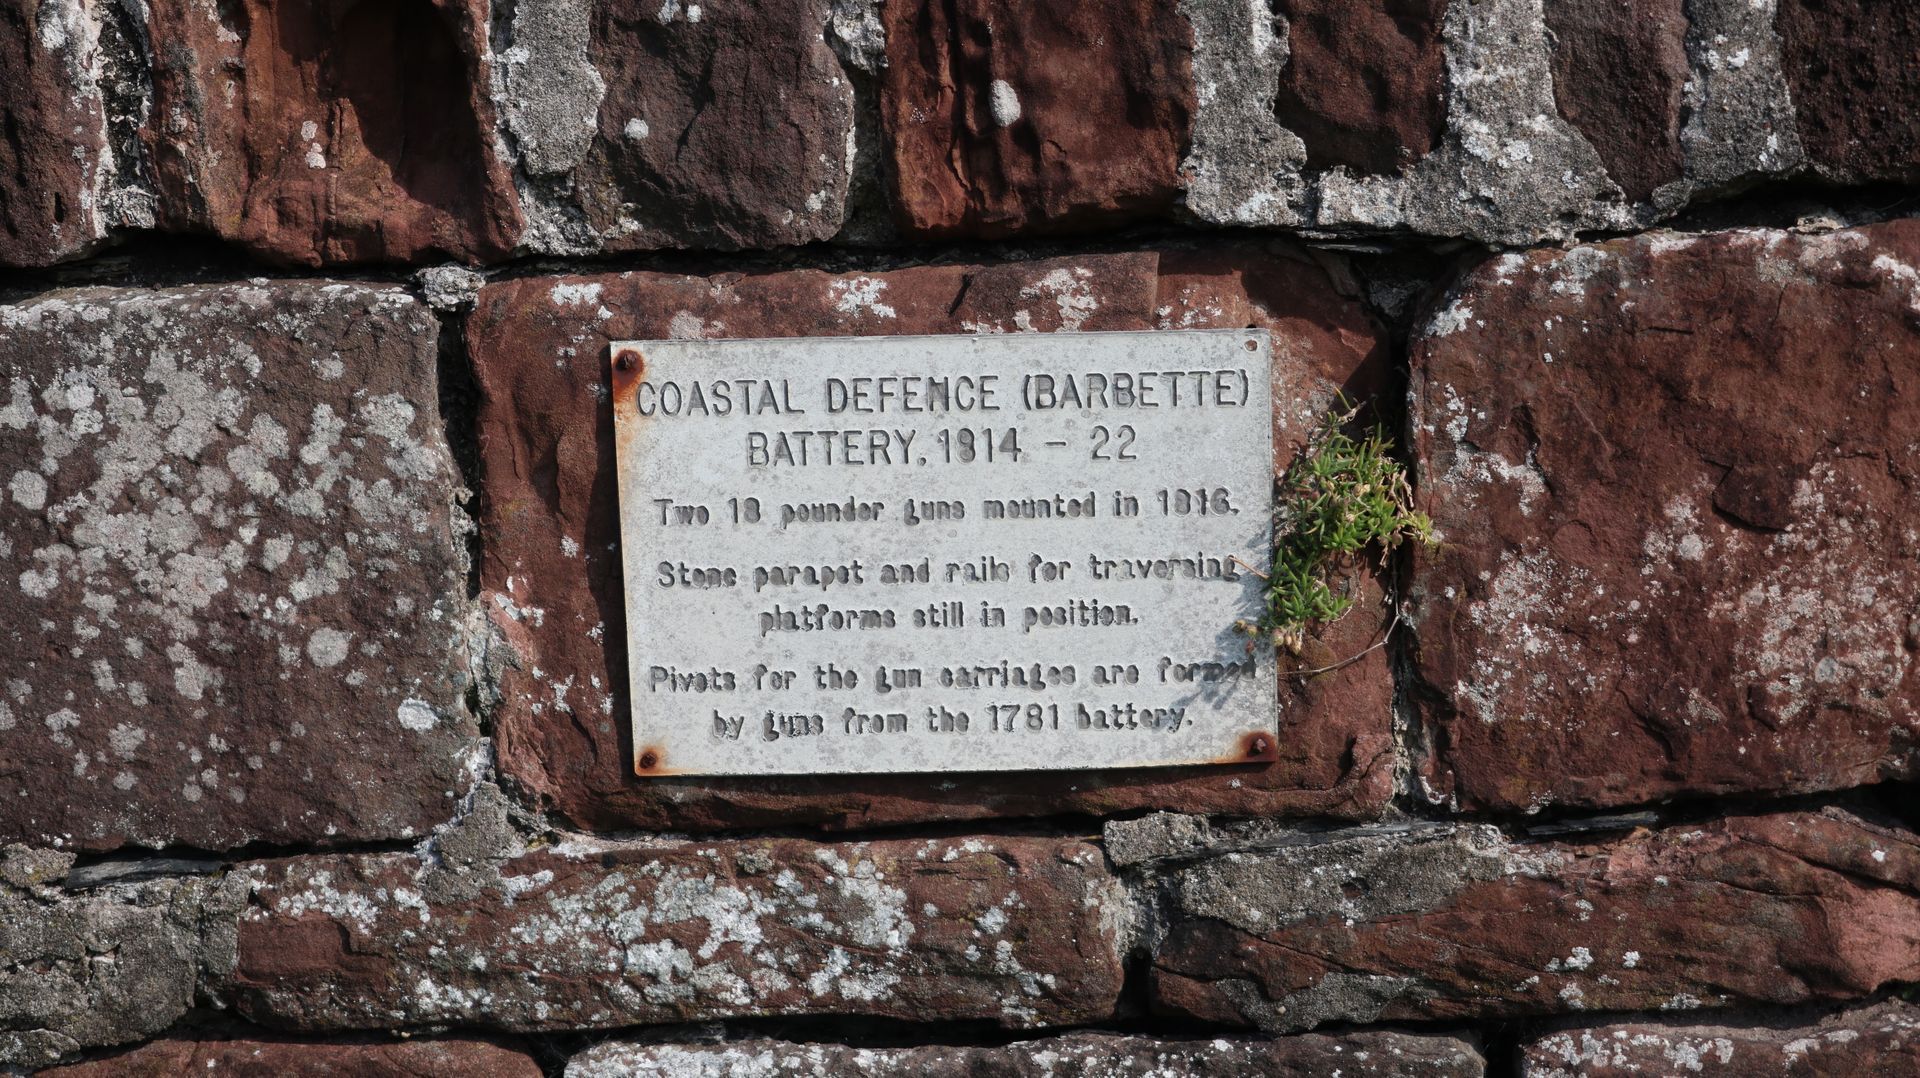 COASTAL DEFENCE (BARBETTE)
BATTERY, 1814 - 22
Two 18 pounder guns mounted in 1816.
Stone parapet and rails for traversing
platforms still in position.
Pivots for the gun carriages are formed
by guns from the 1781 battery.